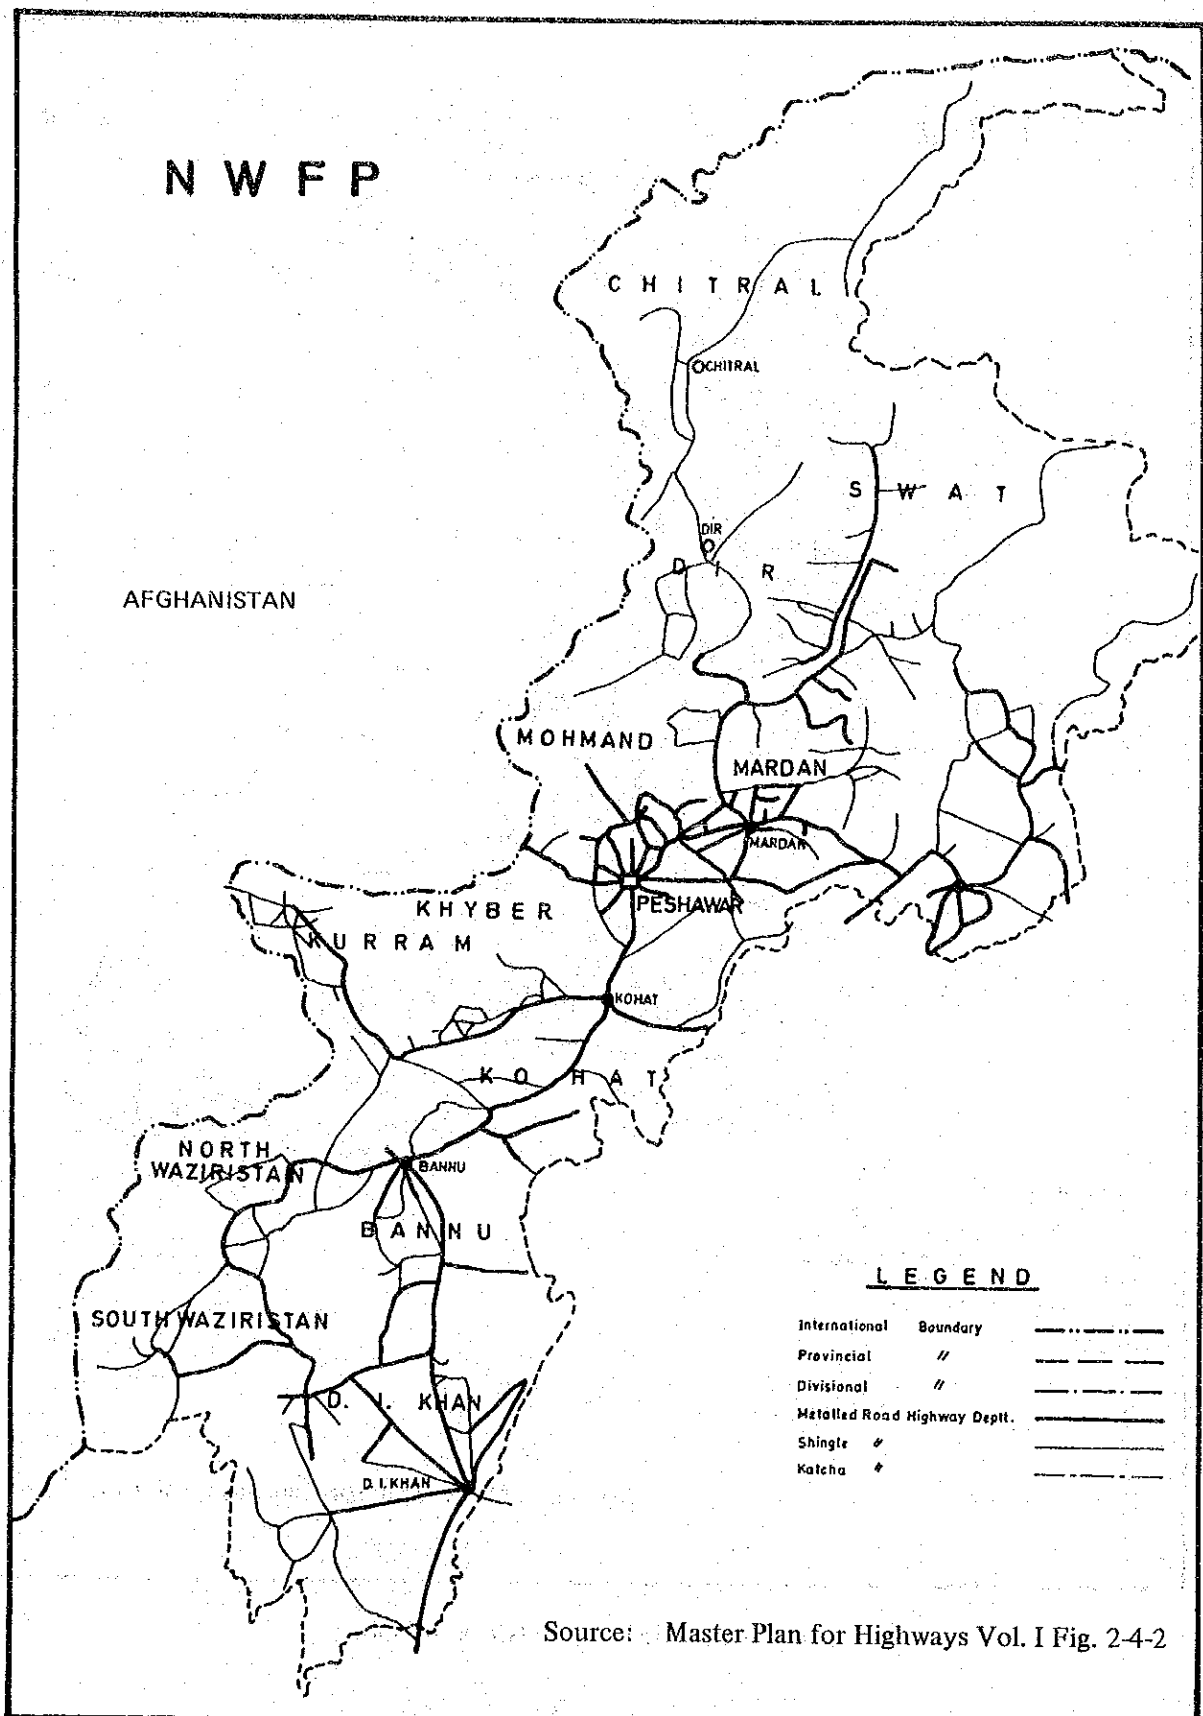 NWFP
CHITRAL
CHITRAL
SWAT
DIR
DIR
AFGHANISTAN
MOHMAND
MARDAN
MARDAN
PESHAWAR
KHYBER
KURRAM
KOHAT
KOHAT
NORTH
WAZIRISTAN
BANNU
BANNU
SOUTH WAZIRISTAN
D. I. KHAN
D. I. KHAN
LEGEND
International Boundary
Provincial "
Divisional "
Metalled Road Highway Deptt.
Shingle "
Katcha "
Source: Master Plan for Highways Vol. I Fig. 2-4-2